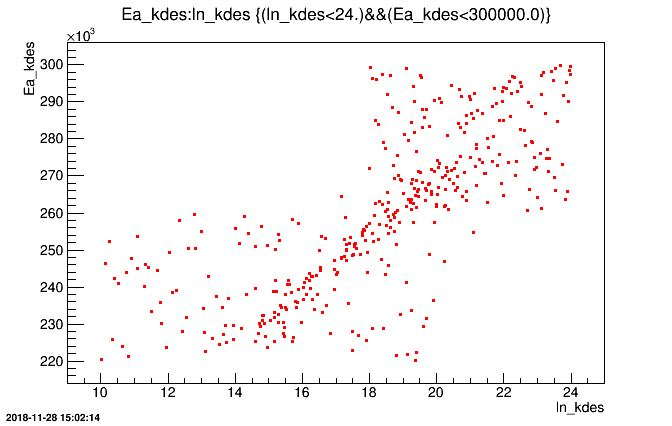 Ea_kdes:ln_kdes {(ln_kdes<24.)&&(Ea_kdes<300000.0)}
×10³
Ea_kdes
300
290
280
270
260
250
240
230
220
10 12 14 16 18 20 22 24
ln_kdes
2018-11-28 15:02:14